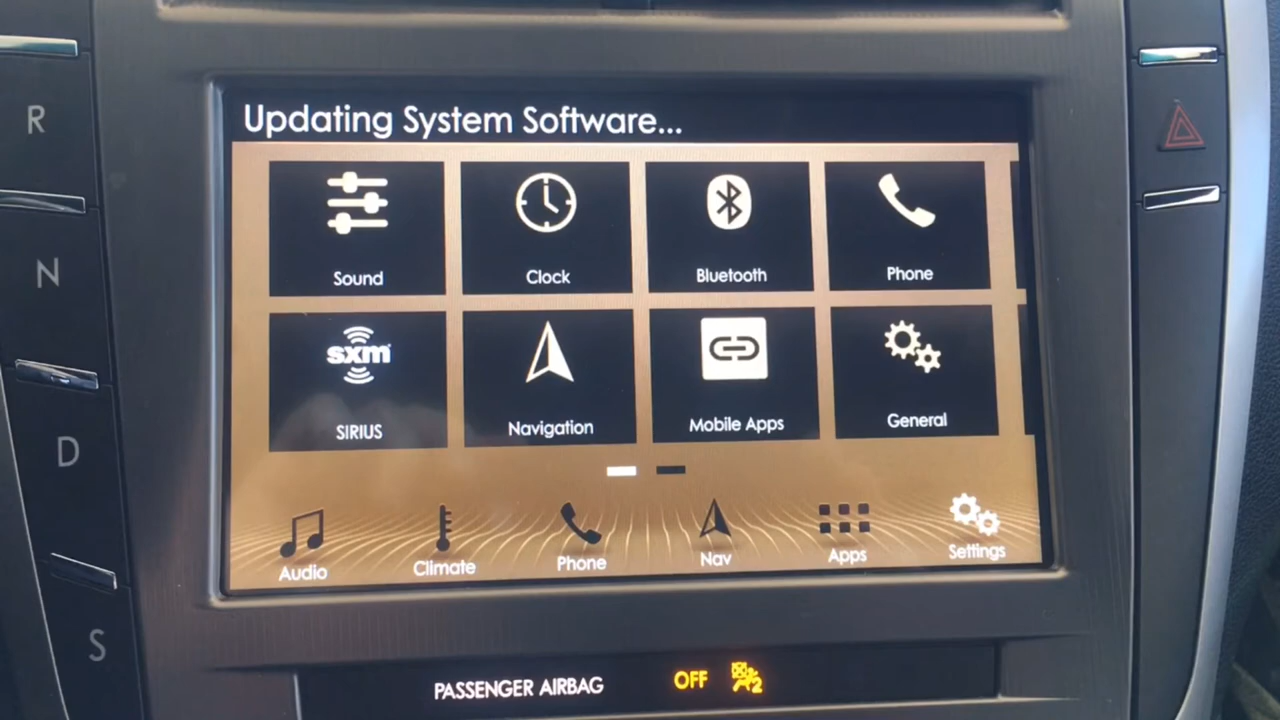 Updating System Software...
R
N
D
S
Sound
Clock
Bluetooth
Phone
sxm
SIRIUS
Navigation
Mobile Apps
General
Audio
Climate
Phone
Nav
Apps
Settings
PASSENGER AIRBAG OFF 2